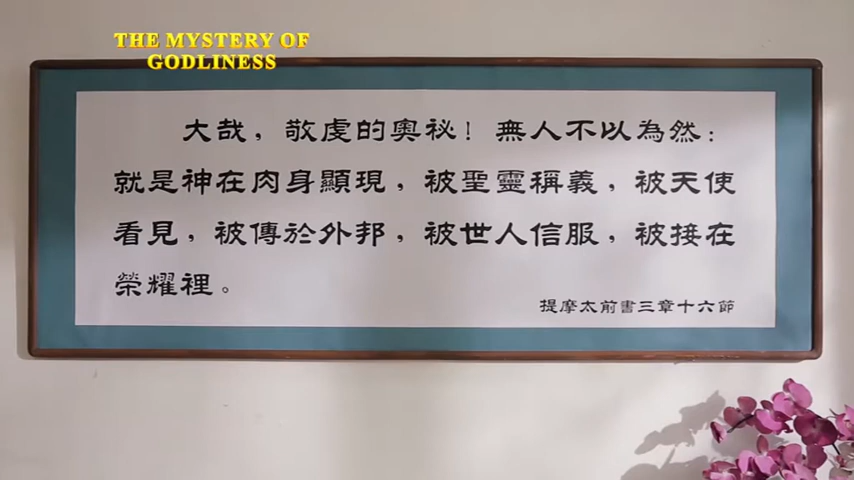 THE MYSTERY OF
GODLINESS
大哉，敬虔的奧祕！無人不以為然：
就是神在肉身顯現，被聖靈稱義，被天使
看見，被傳於外邦，被世人信服，被接在
榮耀裡。
提摩太前書三章十六節